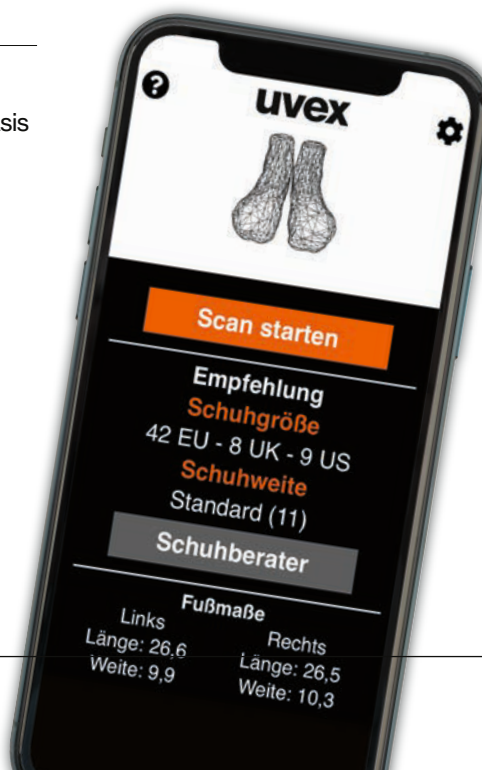 sis
?
uvex
Scan starten
Empfehlung
Schuhgröße
42 EU - 8 UK - 9 US
Schuhweite
Standard (11)
Schuhberater
Fußmaße
Links
Länge: 26,6
Weite: 9,9
Rechts
Länge: 26,5
Weite: 10,3